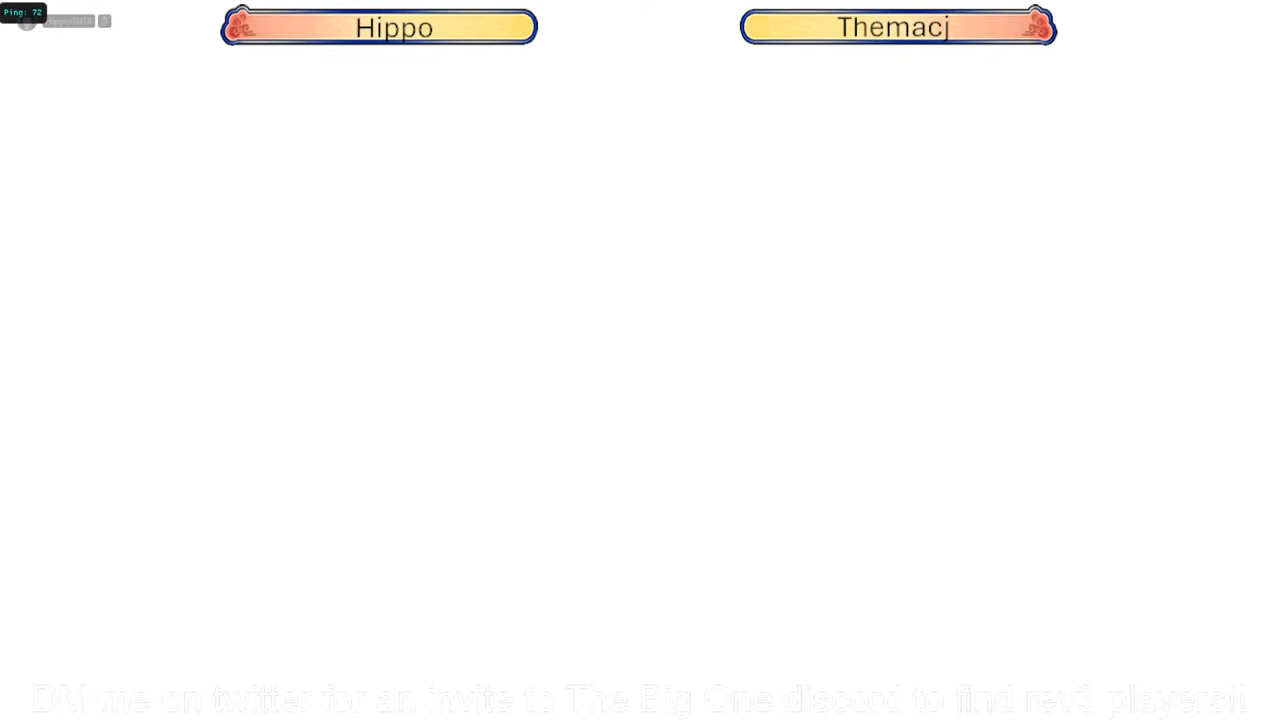 Ping: 72
Hippo
Themacj
DM me on twitter for an invite to The Big One discord to find rev3 players!!